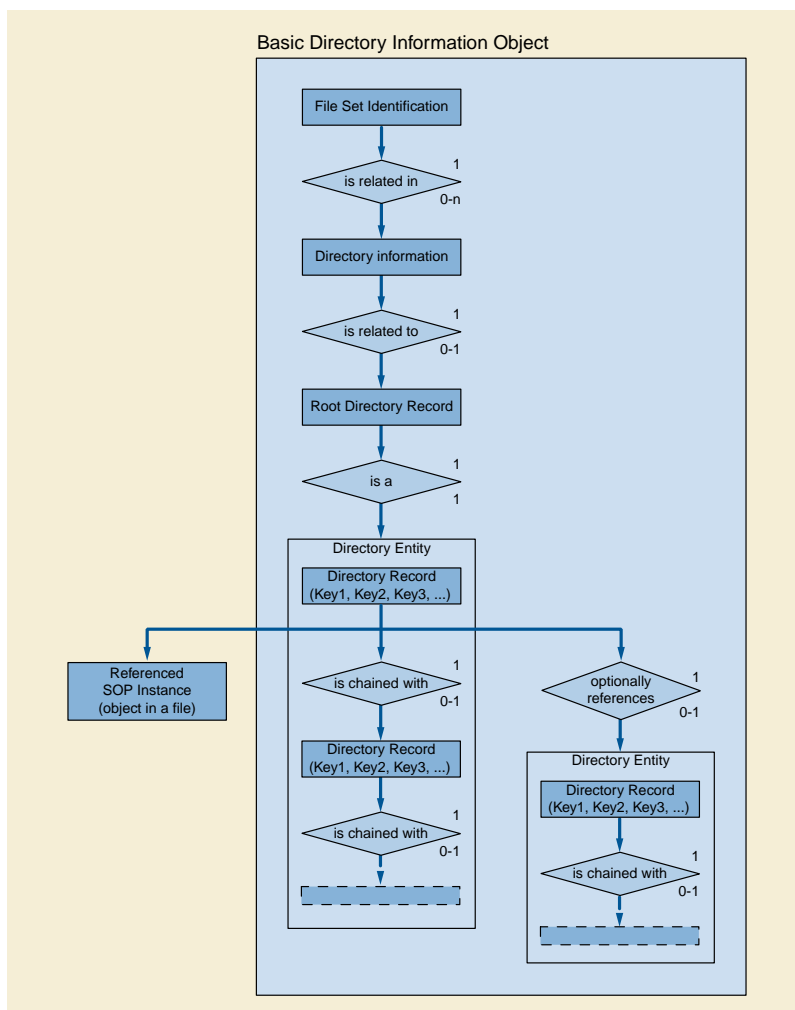 Basic Directory Information Object
File Set Identification
1
is related in
0-n
Directory information
1
is related to
0-1
Root Directory Record
1
is a
1
Directory Entity
Directory Record
(Key1, Key2, Key3, ...)
Referenced
SOP Instance
(object in a file)
1
is chained with
0-1
1
optionally
references
0-1
Directory Record
(Key1, Key2, Key3, ...)
1
is chained with
0-1
Directory Entity
Directory Record
(Key1, Key2, Key3, ...)
1
is chained with
0-1